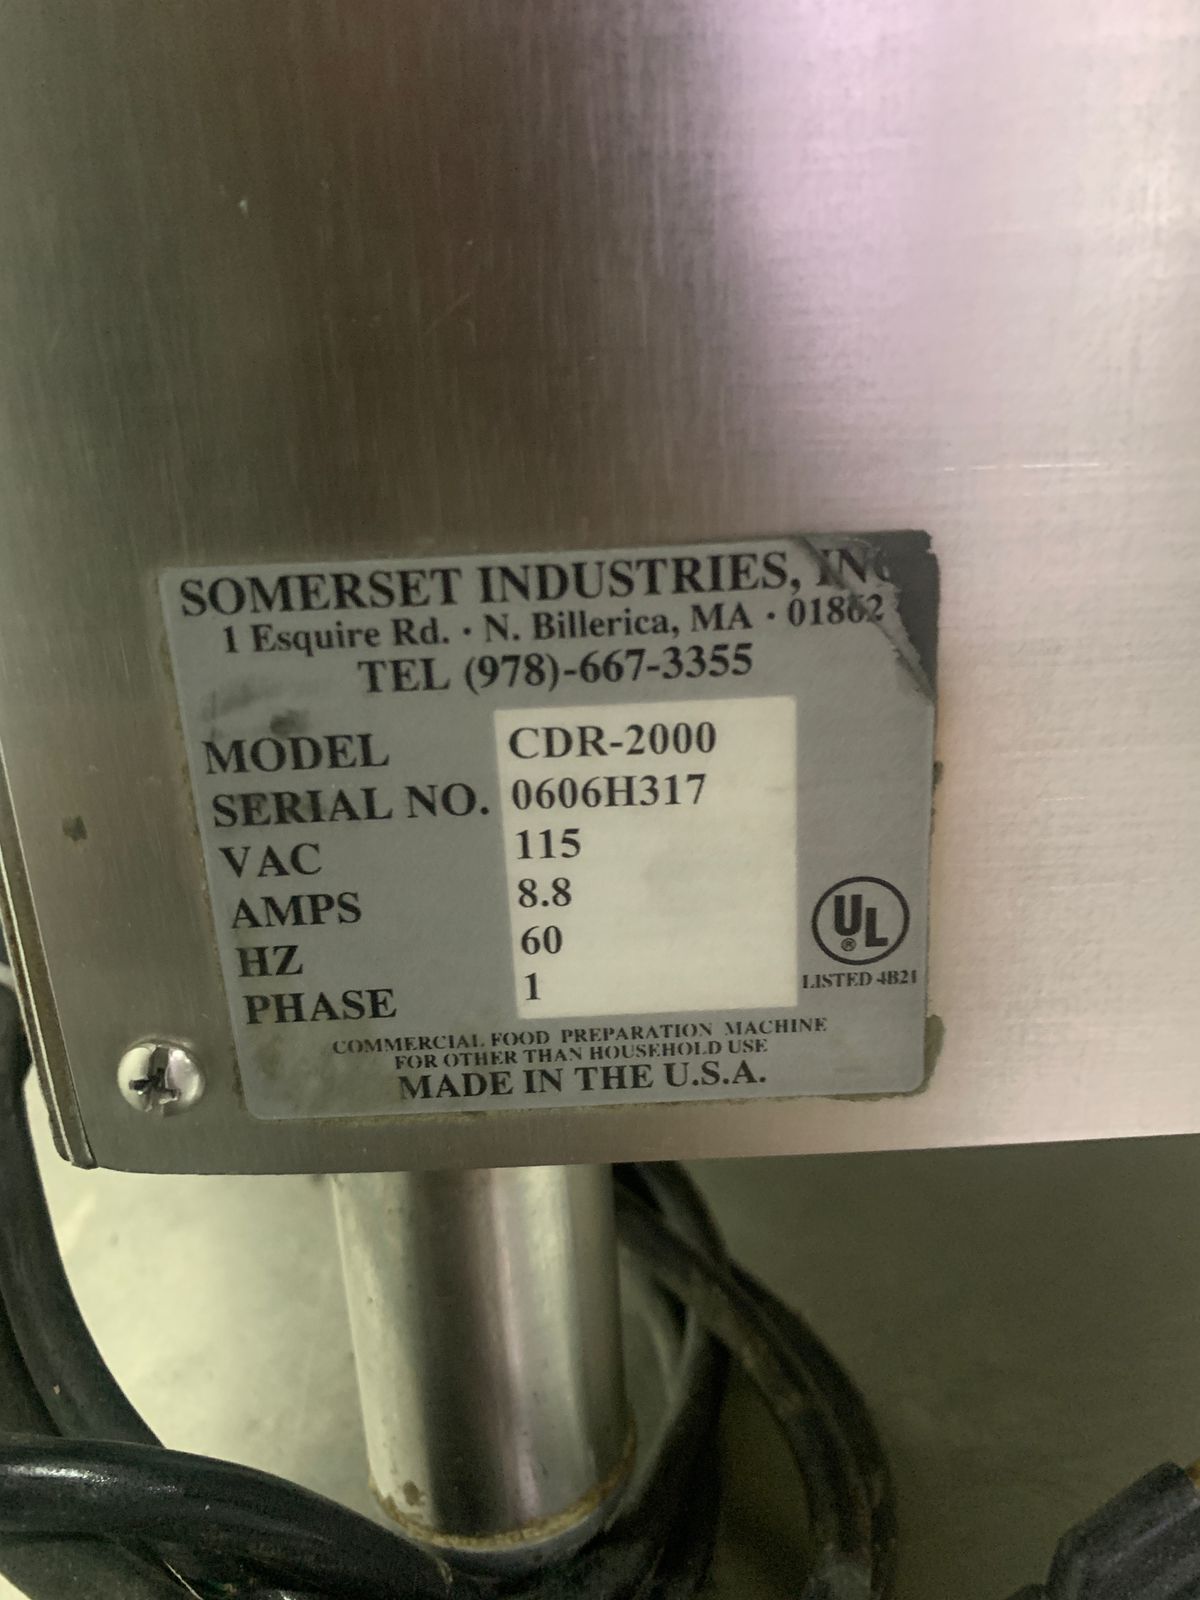 SOMERSET INDUSTRIES, INC
1 Esquire Rd. · N. Billerica, MA · 01862
TEL (978)-667-3355
MODEL CDR-2000
SERIAL NO. 0606H317
VAC 115
AMPS 8.8
HZ 60
PHASE 1
UL ®
LISTED 4B21
COMMERCIAL FOOD PREPARATION MACHINE
FOR OTHER THAN HOUSEHOLD USE
MADE IN THE U.S.A.